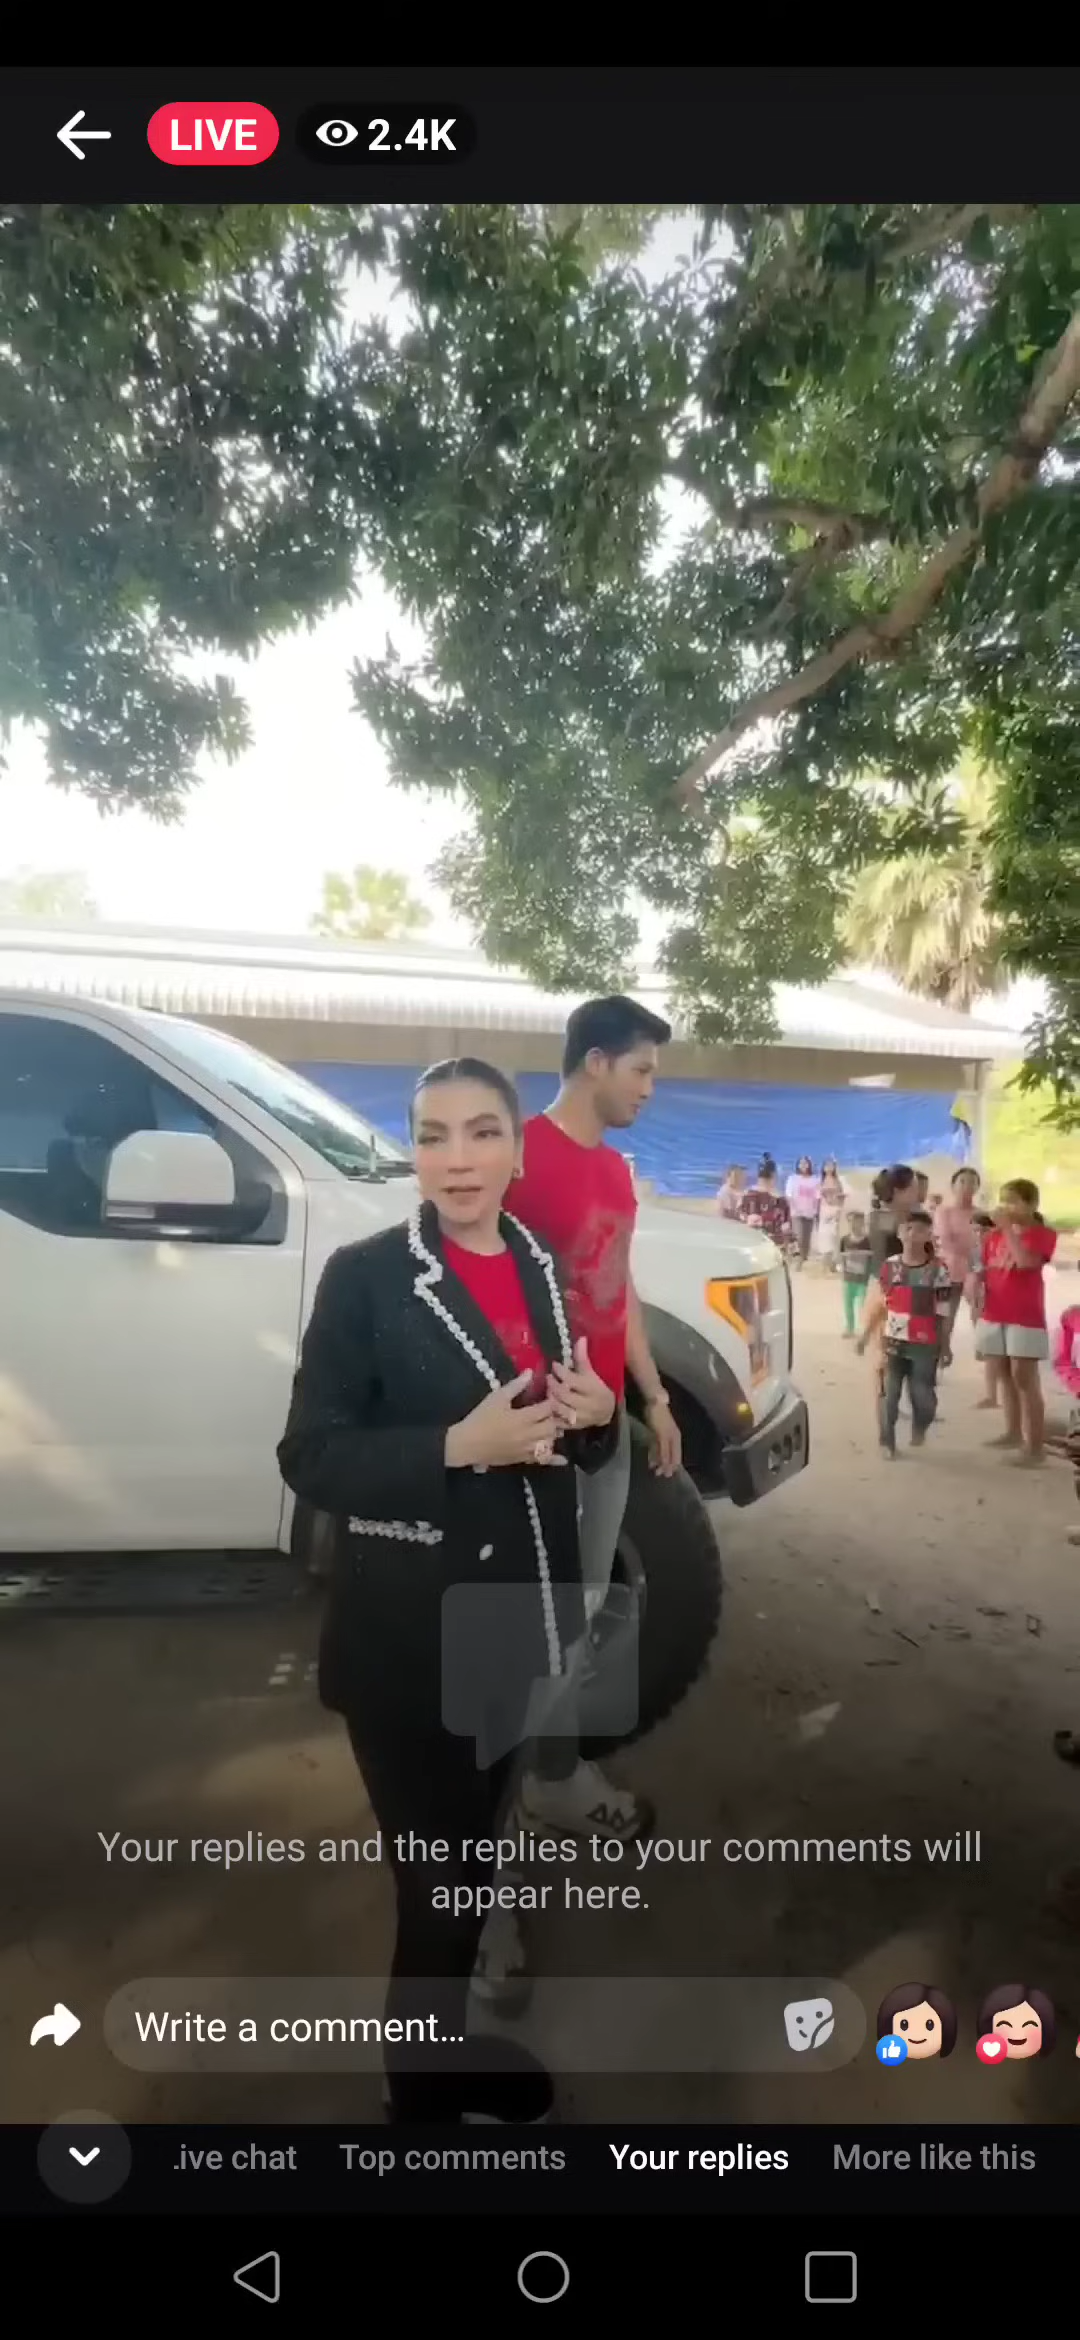 LIVE
2.4K
Your replies and the replies to your comments will
appear here.
Write a comment...
.ive chat Top comments Your replies More like this